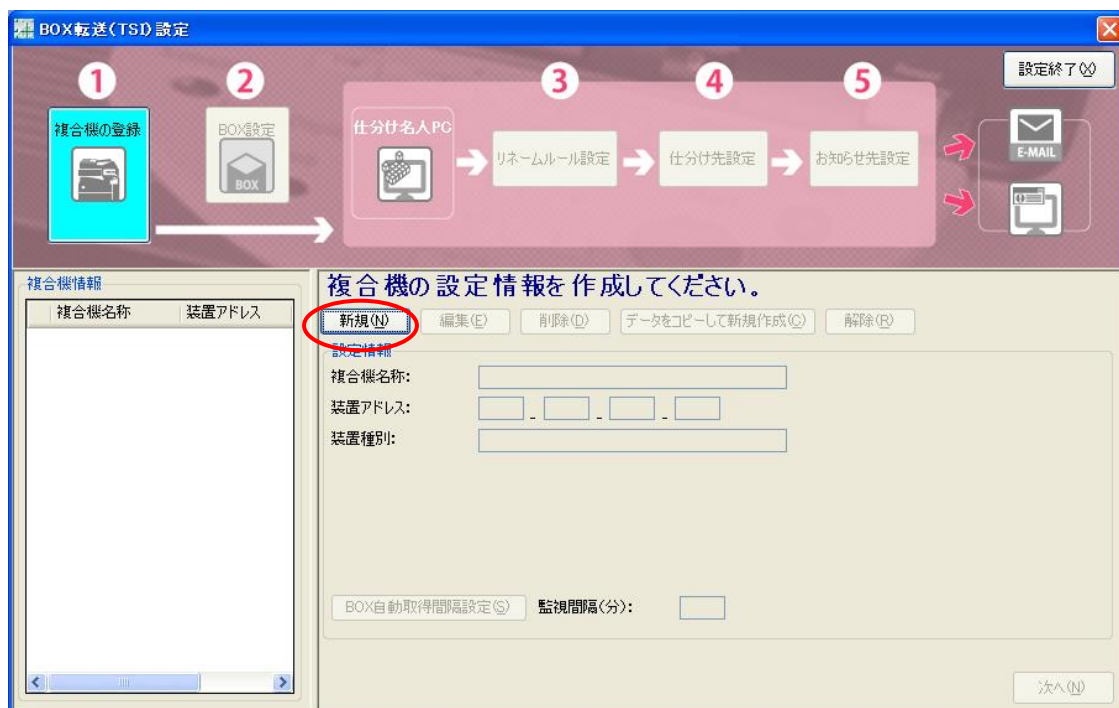 BOX転送(TSI)設定
設定終了(X)
1
2
3
4
5
複合機の登録
BOX設定
BOX
仕分け名人PC
リネームルール設定
仕分け先設定
お知らせ先設定
E-MAIL
複合機情報
複合機名称 装置アドレス
複合機の設定情報を作成してください。
新規(N) 編集(E) 削除(D) データをコピーして新規作成(C) 解除(R)
設定情報
複合機名称:
装置アドレス:
装置種別:
BOX自動取得間隔設定(S) 監視間隔(分):
次へ(N)